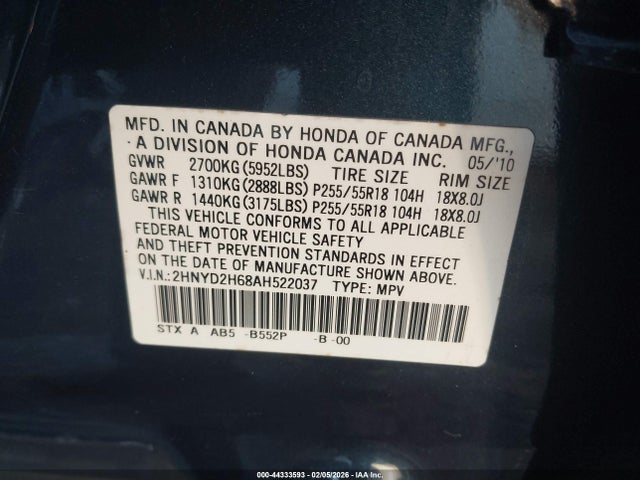 MFD. IN CANADA BY HONDA OF CANADA MFG.,
A DIVISION OF HONDA CANADA INC. 05/'10
GVWR 2700KG (5952LBS) TIRE SIZE RIM SIZE
GAWR F 1310KG (2888LBS) P255/55R18 104H 18X8.0J
GAWR R 1440KG (3175LBS) P255/55R18 104H 18X8.0J
THIS VEHICLE CONFORMS TO ALL APPLICABLE
FEDERAL MOTOR VEHICLE SAFETY
AND THEFT PREVENTION STANDARDS IN EFFECT
ON THE DATE OF MANUFACTURE SHOWN ABOVE.
V.I.N.: 2HNYD2H68AH522037 TYPE: MPV
STX A AB5 -B552P -B -00
000-44333593 - 02/05/2026 - IAA Inc.